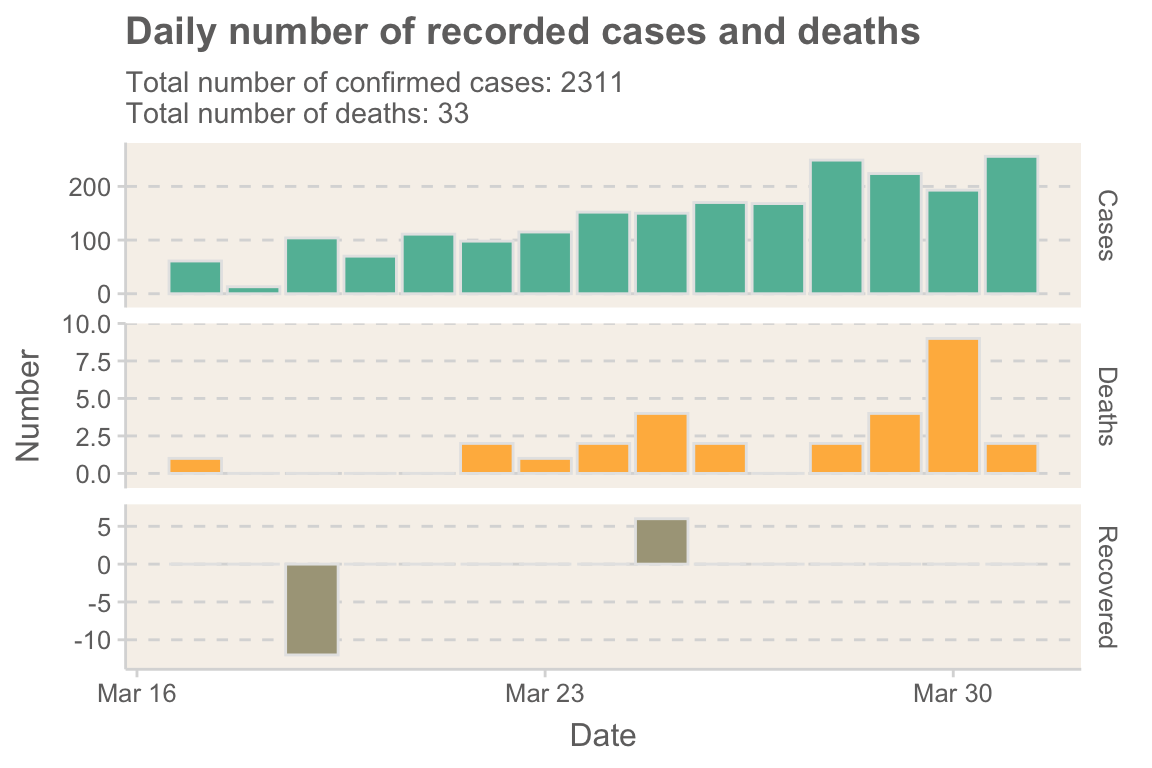 Daily number of recorded cases and deaths
Total number of confirmed cases: 2311
Total number of deaths: 33
200
100
0
Cases
10.0
7.5
5.0
2.5
0.0
Deaths
Number
5
0
-5
-10
Recovered
Mar 16
Mar 23
Mar 30
Date